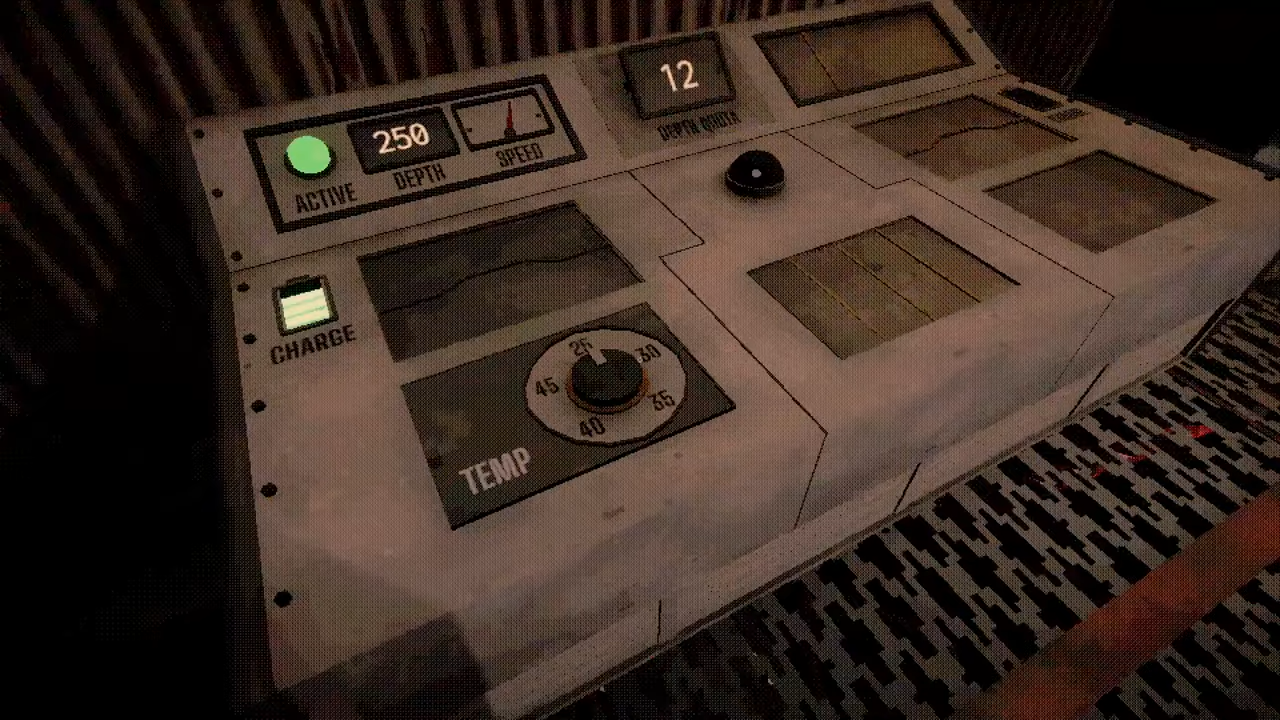 250
12
DEPTH QUOTA
ACTIVE
DEPTH
SPEED
CHARGE
25
30
45
35
40
TEMP